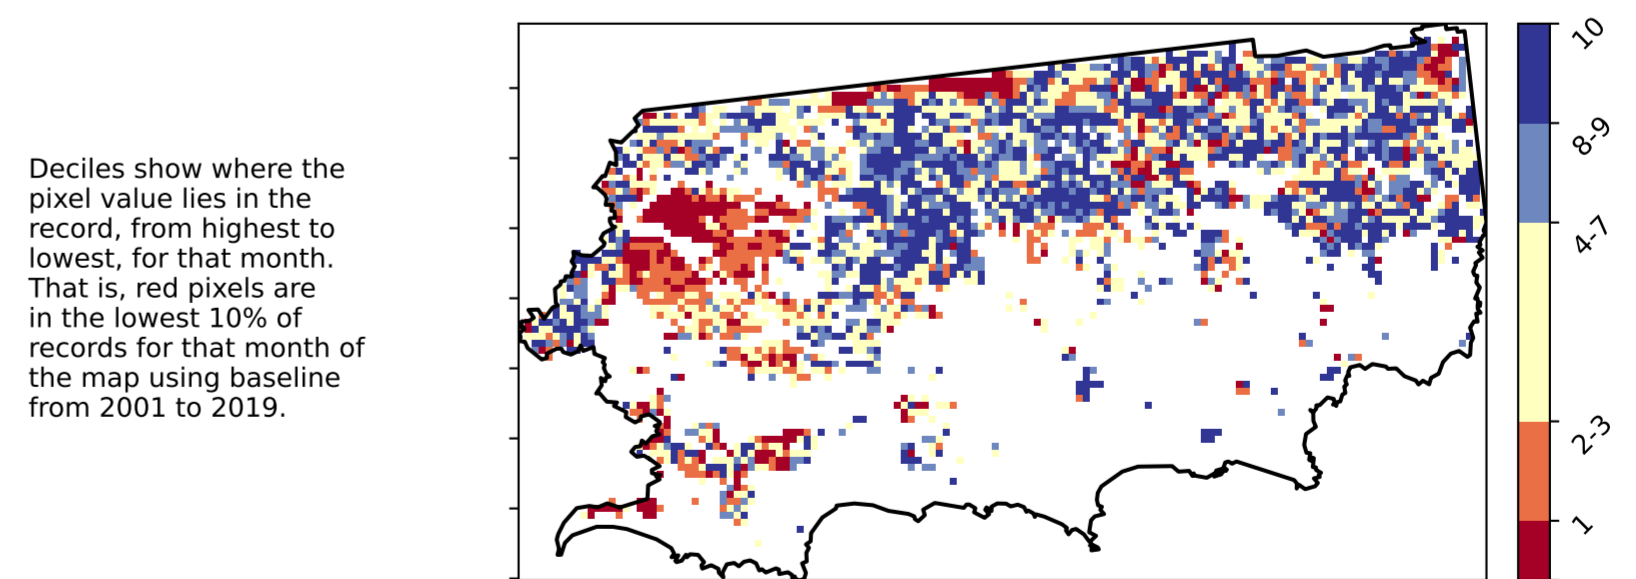 Deciles show where the
pixel value lies in the
record, from highest to
lowest, for that month.
That is, red pixels are
in the lowest 10% of
records for that month of
the map using baseline
from 2001 to 2019.
10
8-9
4-7
2-3
1